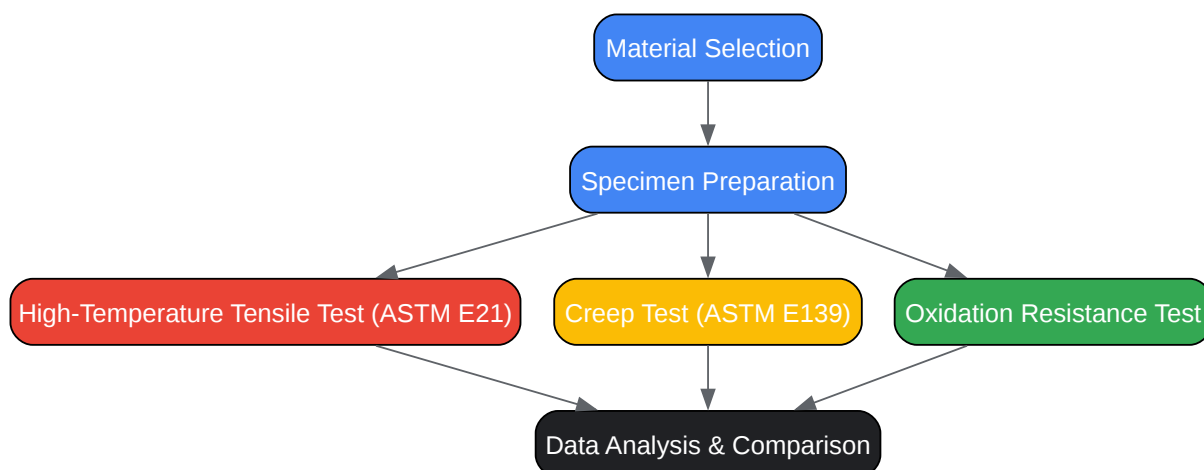 Material Selection
Specimen Preparation
High-Temperature Tensile Test (ASTM E21)
Creep Test (ASTM E139)
Oxidation Resistance Test
Data Analysis & Comparison